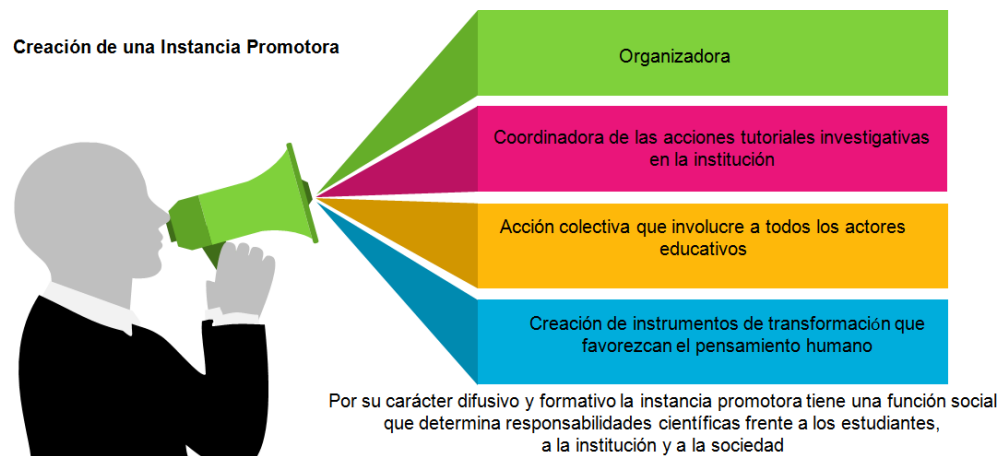 Creación de una Instancia Promotora
Organizadora
Coordinadora de las acciones tutoriales investigativas
en la institución
Acción colectiva que involucre a todos los actores
educativos
Creación de instrumentos de transformación que
favorezcan el pensamiento humano
Por su carácter difusivo y formativo la instancia promotora tiene una función social
que determina responsabilidades científicas frente a los estudiantes,
a la institución y a la sociedad